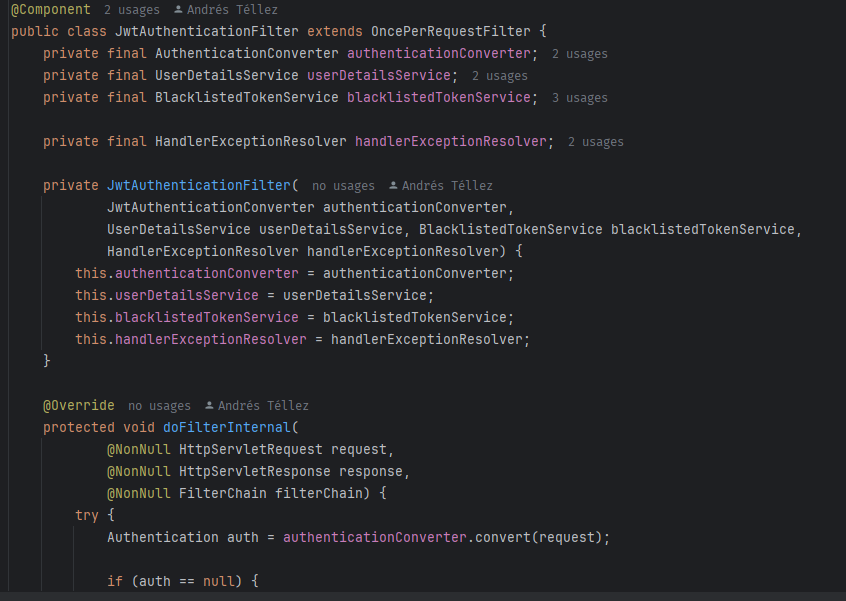 @Component 2 usages Andrés Téllez
public class JwtAuthenticationFilter extends OncePerRequestFilter {
private final AuthenticationConverter authenticationConverter; 2 usages
private final UserDetailsService userDetailsService; 2 usages
private final BlacklistedTokenService blacklistedTokenService; 3 usages
private final HandlerExceptionResolver handlerExceptionResolver; 2 usages
private JwtAuthenticationFilter( no usages Andrés Téllez
JwtAuthenticationConverter authenticationConverter,
UserDetailsService userDetailsService, BlacklistedTokenService blacklistedTokenService,
HandlerExceptionResolver handlerExceptionResolver) {
this.authenticationConverter = authenticationConverter;
this.userDetailsService = userDetailsService;
this.blacklistedTokenService = blacklistedTokenService;
this.handlerExceptionResolver = handlerExceptionResolver;
}
@Override no usages Andrés Téllez
protected void doFilterInternal(
@NonNull HttpServletRequest request,
@NonNull HttpServletResponse response,
@NonNull FilterChain filterChain) {
try {
Authentication auth = authenticationConverter.convert(request);
if (auth == null) {